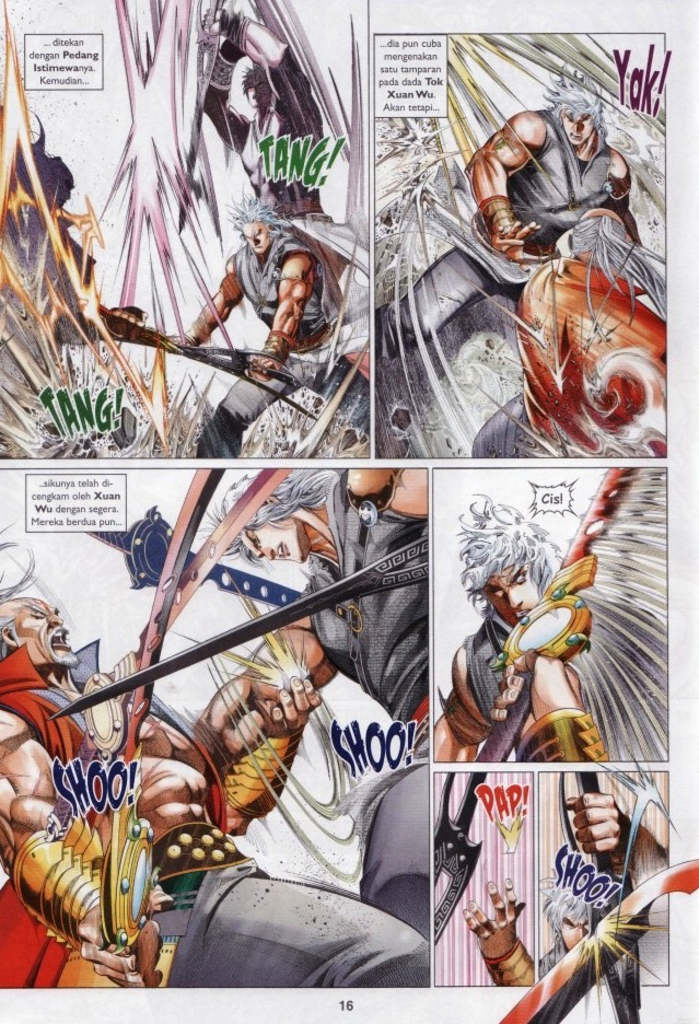 ... ditekan
dengan Pedang
Istimewanya.
Kemudian...
TANG!
TANG!
...dia pun cuba
mengenakan
satu tamparan
pada dada Tok
Xuan Wu.
Akan tetapi...
Yak!
...sikunya telah di-
cengkam oleh Xuan
Wu dengan segera.
Mereka berdua pun...
SHOO!
SHOO!
Cis!
PAP!
SHOO!
16